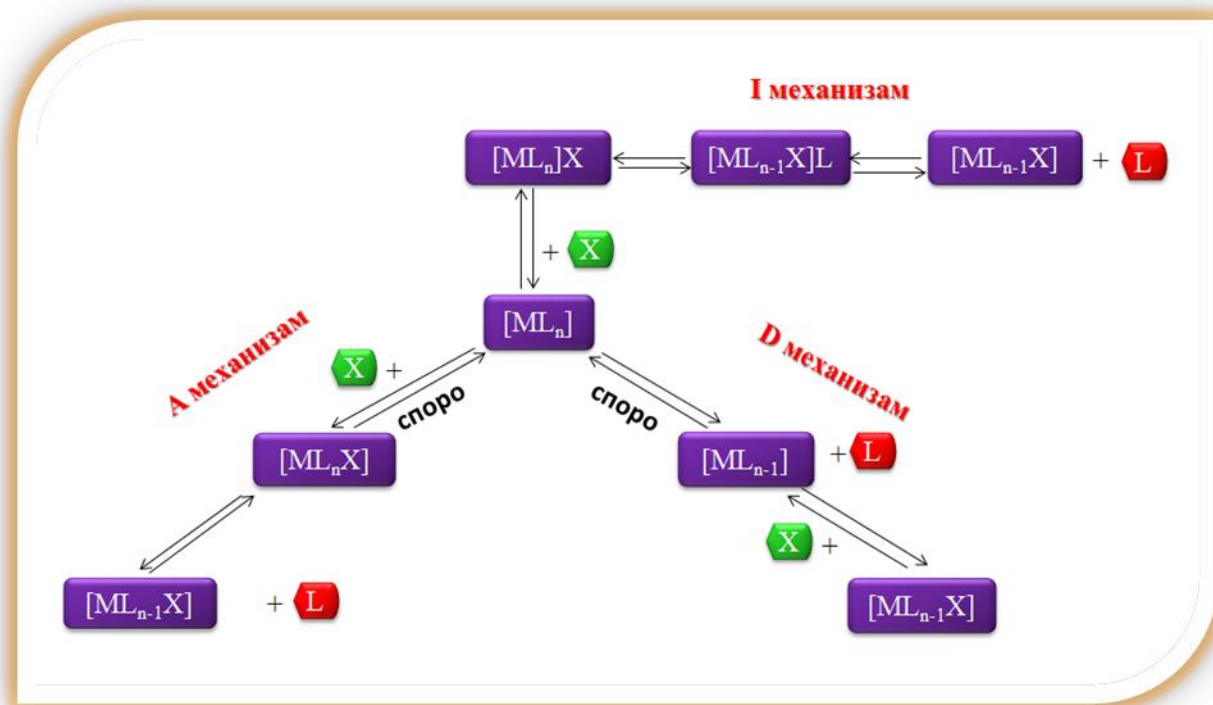 I механизам
[MLn]X
[MLn-1X]L
[MLn-1X] + L
+ X
[MLn]
А механизам
X +
споро
споро
D механизам
[MLnX]
[MLn-1] + L
X +
[MLn-1X] + L
[MLn-1X]